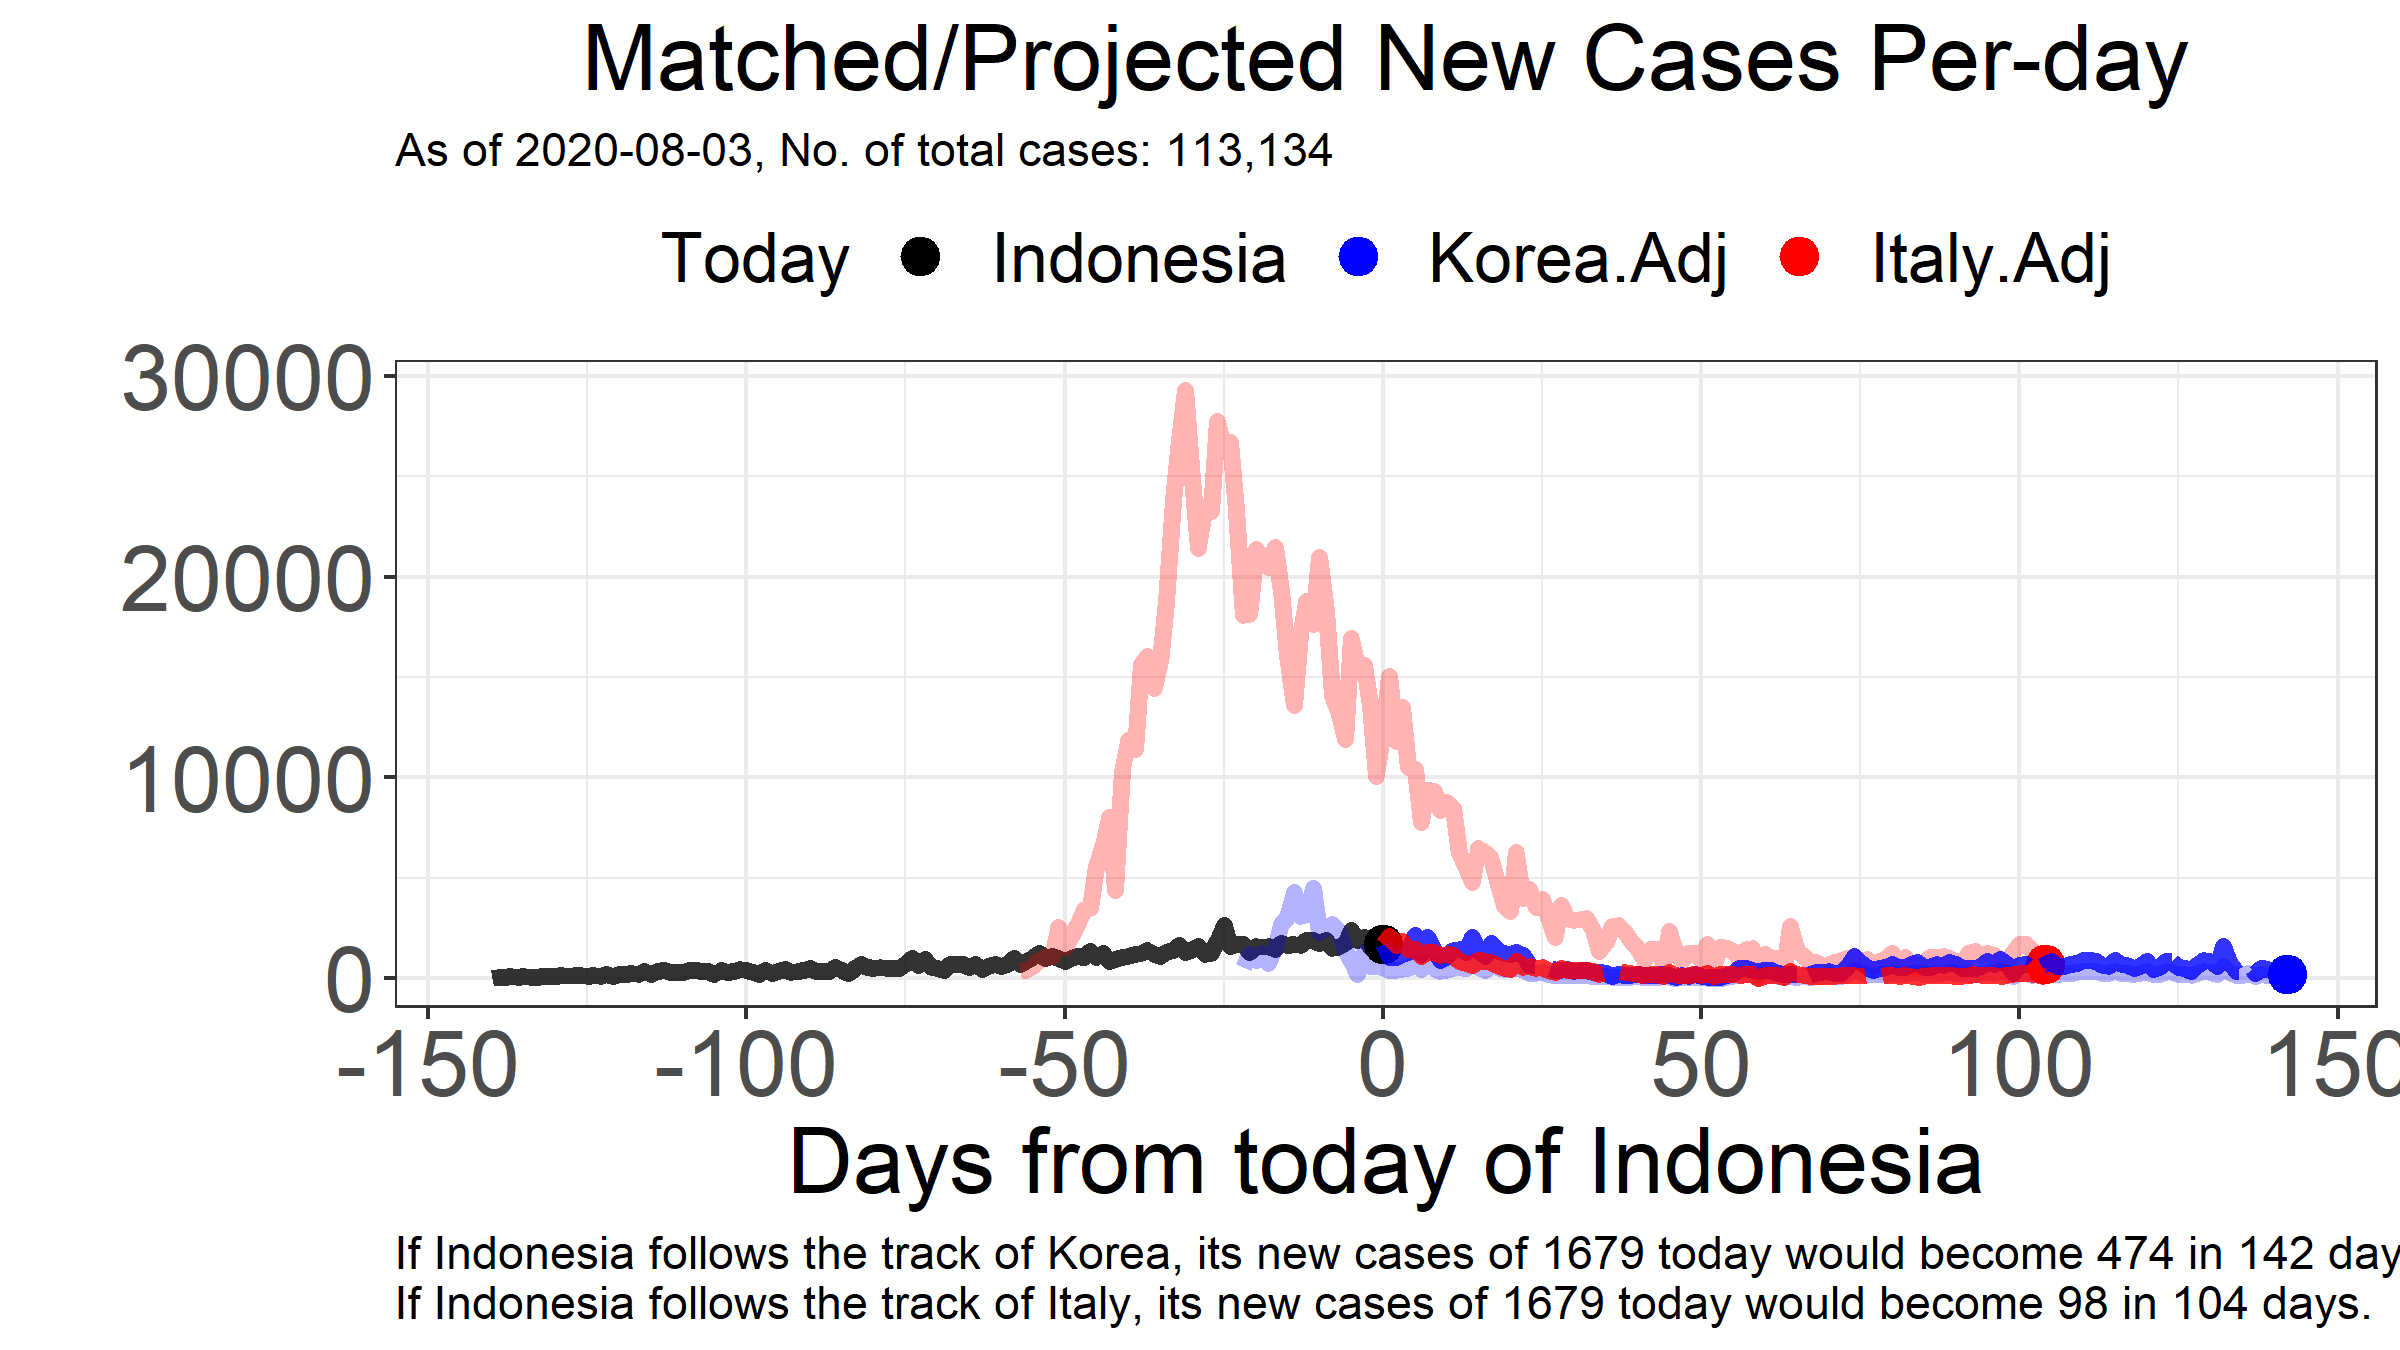 Matched/Projected New Cases Per-day
As of 2020-08-03, No. of total cases: 113,134
Today Indonesia Korea.Adj Italy.Adj
30000
20000
10000
0
-150 -100 -50 0 50 100 150
Days from today of Indonesia
If Indonesia follows the track of Korea, its new cases of 1679 today would become 474 in 142 day
If Indonesia follows the track of Italy, its new cases of 1679 today would become 98 in 104 days.